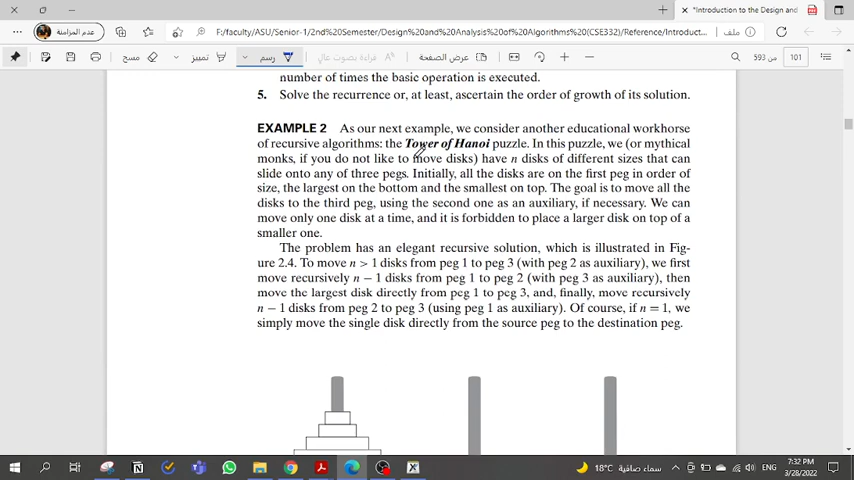 *Introduction to the Design and
عدم المزامنة
F:/faculty/ASU/Senior-1/2nd%20Semester/Design%20and%20Analysis%20of%20Algorithms%20(CSE332)/Reference/Introduct...
ملف
مسح
رسم
قراءة بصوت عالٍ
عرض الصفحة
من 593
101
number of times the basic operation is executed.
5. Solve the recurrence or, at least, ascertain the order of growth of its solution.
EXAMPLE 2 As our next example, we consider another educational workhorse
of recursive algorithms: the Tower of Hanoi puzzle. In this puzzle, we (or mythical
monks, if you do not like to move disks) have n disks of different sizes that can
slide onto any of three pegs. Initially, all the disks are on the first peg in order of
size, the largest on the bottom and the smallest on top. The goal is to move all the
disks to the third peg, using the second one as an auxiliary, if necessary. We can
move only one disk at a time, and it is forbidden to place a larger disk on top of a
smaller one.
The problem has an elegant recursive solution, which is illustrated in Fig-
ure 2.4. To move n > 1 disks from peg 1 to peg 3 (with peg 2 as auxiliary), we first
move recursively n − 1 disks from peg 1 to peg 2 (with peg 3 as auxiliary), then
move the largest disk directly from peg 1 to peg 3, and, finally, move recursively
n − 1 disks from peg 2 to peg 3 (using peg 1 as auxiliary). Of course, if n = 1, we
simply move the single disk directly from the source peg to the destination peg.
18°C سماء صافية
ENG
7:32 PM
3/28/2022